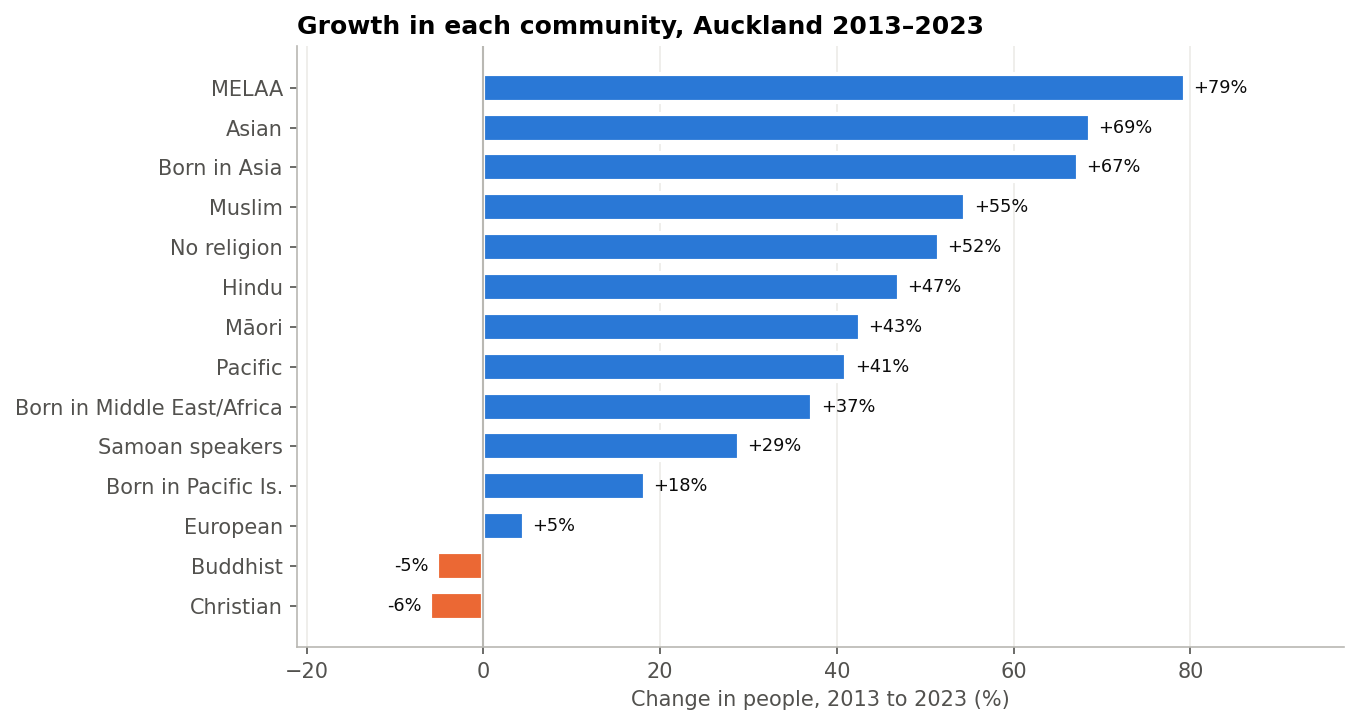 Growth in each community, Auckland 2013–2023
MELAA +79%
Asian +69%
Born in Asia +67%
Muslim +55%
No religion +52%
Hindu +47%
Māori +43%
Pacific +41%
Born in Middle East/Africa +37%
Samoan speakers +29%
Born in Pacific Is. +18%
European +5%
Buddhist -5%
Christian -6%
−20 0 20 40 60 80
Change in people, 2013 to 2023 (%)